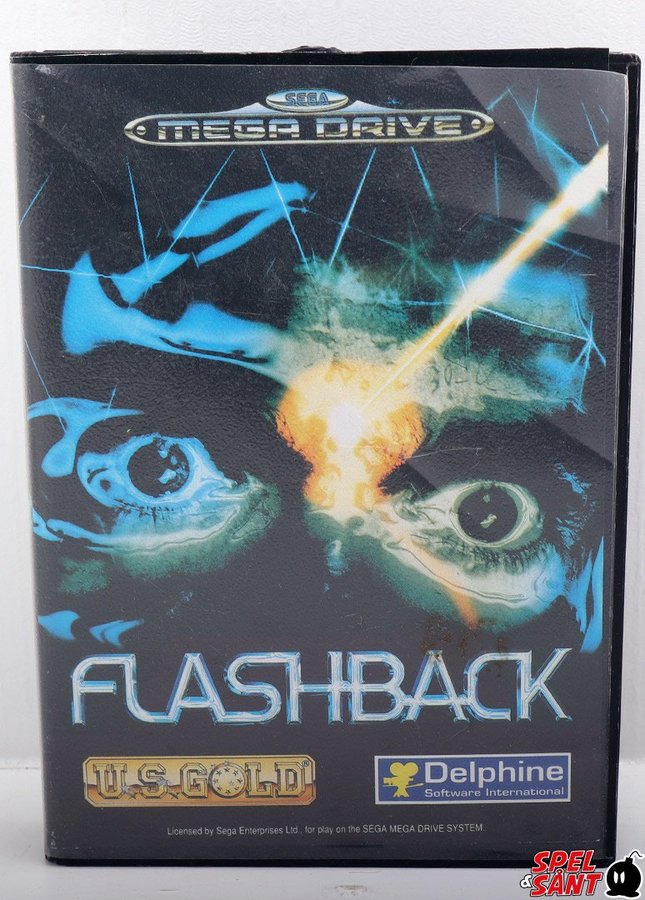 SEGA
MEGA DRIVE
FLASHBACK
U.S. GOLD®
Delphine
Software International
Licensed by Sega Enterprises Ltd., for play on the SEGA MEGA DRIVE SYSTEM.
SPEL
& SÅNT